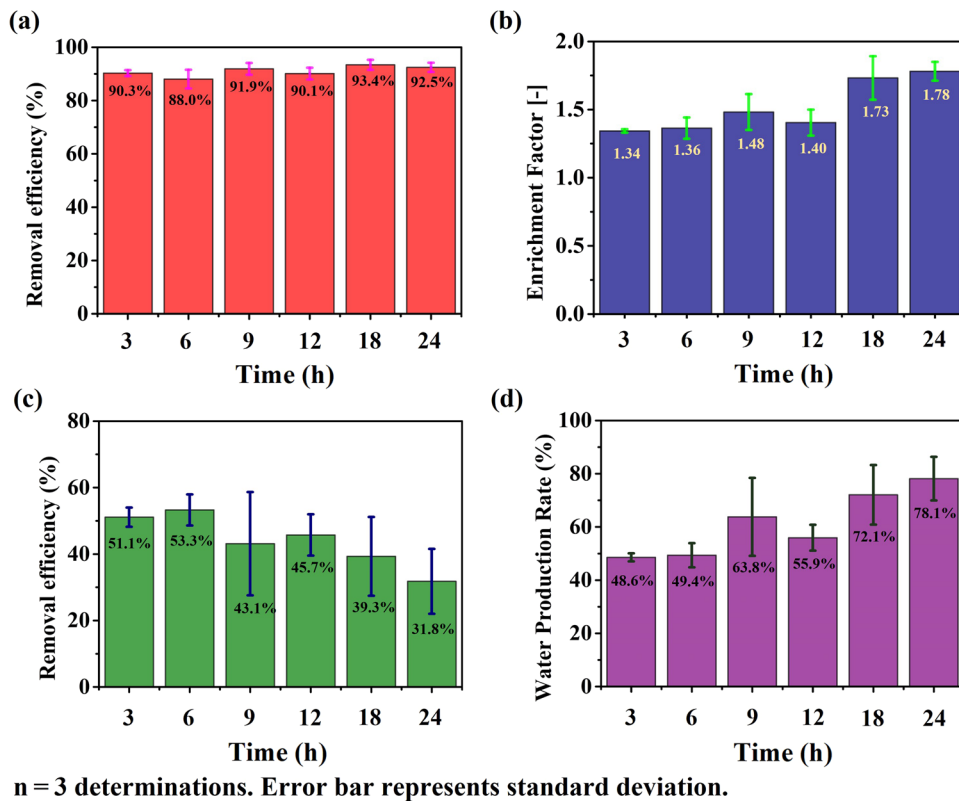 (a)
Removal efficiency (%)
100
80
60
40
20
0
90.3%
88.0%
91.9%
90.1%
93.4%
92.5%
3 6 9 12 18 24
Time (h)
(b)
Enrichment Factor [-]
2.0
1.5
1.0
0.5
0.0
1.34
1.36
1.48
1.40
1.73
1.78
3 6 9 12 18 24
Time (h)
(c)
Removal efficiency (%)
80
60
40
20
0
51.1%
53.3%
43.1%
45.7%
39.3%
31.8%
3 6 9 12 18 24
Time (h)
(d)
Water Production Rate (%)
100
80
60
40
20
0
48.6%
49.4%
63.8%
55.9%
72.1%
78.1%
3 6 9 12 18 24
Time (h)
n = 3 determinations. Error bar represents standard deviation.